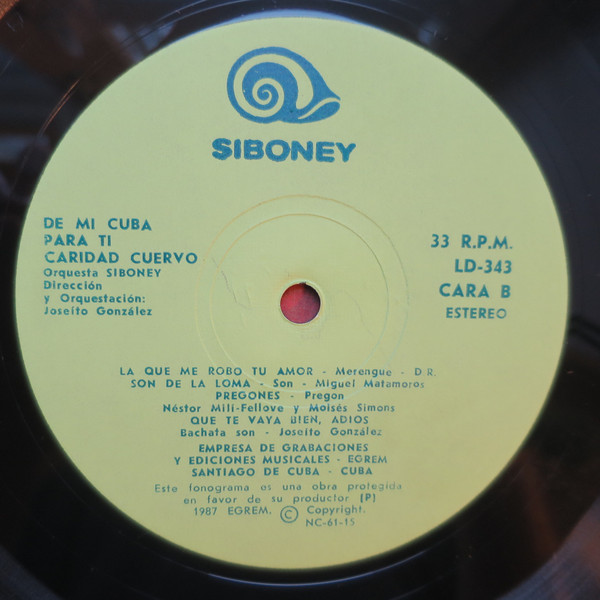 SIBONEY
DE MI CUBA
PARA TI
CARIDAD CUERVO
Orquesta SIBONEY
Dirección
y Orquestación:
Joseíto González
33 R.P.M.
LD-343
CARA B
ESTEREO
LA QUE ME ROBO TU AMOR - Merengue - D.R.
SON DE LA LOMA - Son - Miguel Matamoros
PREGONES - Pregon
Néstor Mili-Fellove y Moisés Simons
QUE TE VAYA BIEN, ADIOS
Bachata son - Joseíto González
EMPRESA DE GRABACIONES
Y EDICIONES MUSICALES - EGREM
SANTIAGO DE CUBA - CUBA
Este fonograma es una obra protegida
en favor de su productor (P)
1987 EGREM. © Copyright.
NC-61-15